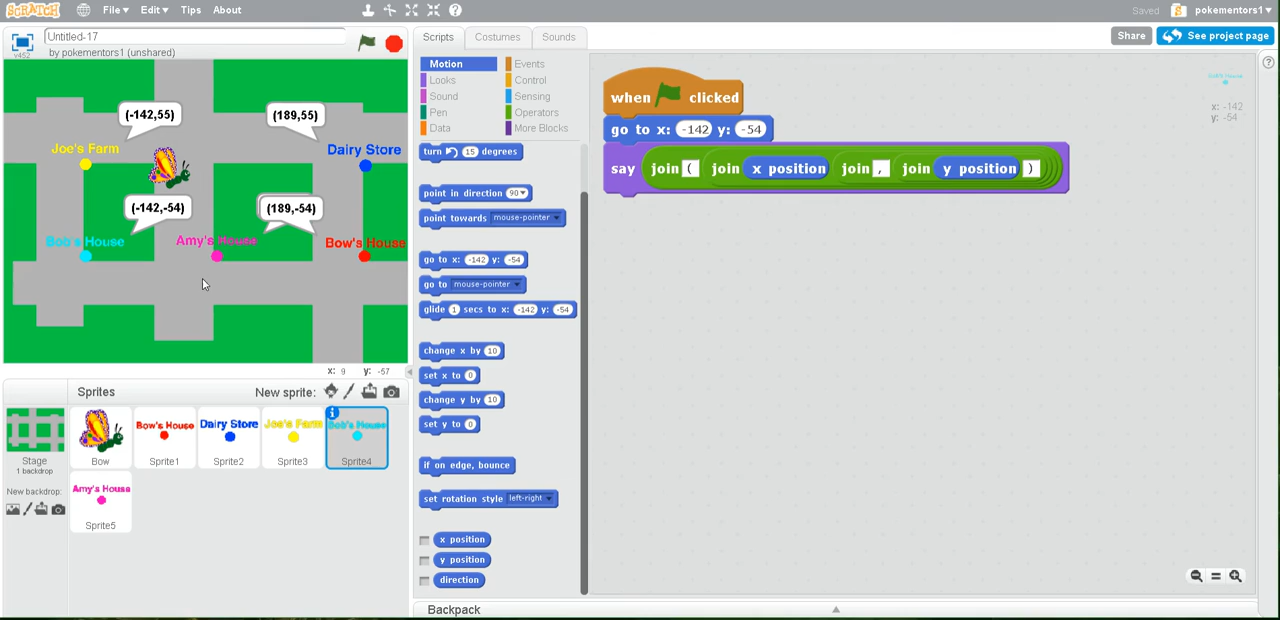 SCRATCH
File▼ Edit▼ Tips About
Saved
pokementors1▼
v452
Untitled-17
by pokementors1 (unshared)
Scripts Costumes Sounds
Share
See project page
Motion Events
Looks Control
Sound Sensing
Pen Operators
Data More Blocks
turn 15 degrees
point in direction 90▼
point towards mouse-pointer
go to x: -142 y: -54
go to mouse-pointer
glide 1 secs to x: -142 y: -54
change x by 10
set x to 0
change y by 10
set y to 0
if on edge, bounce
set rotation style left-right
x position
y position
direction
when clicked
go to x: -142 y: -54
say join ( join x position join , join y position )
Bob's House
x: -142
y: -54
(-142,55) (189,55)
Joe's Farm Dairy Store
(-142,-54) (189,-54)
Bob's House Amy's House Bow's House
x: 9 y: -57
Sprites New sprite:
Stage
1 backdrop
New backdrop:
Bow
Bow's House
Sprite1
Dairy Store
Sprite2
Joe's Farm
Sprite3
Bob's House
Sprite4
Amy's House
Sprite5
Backpack